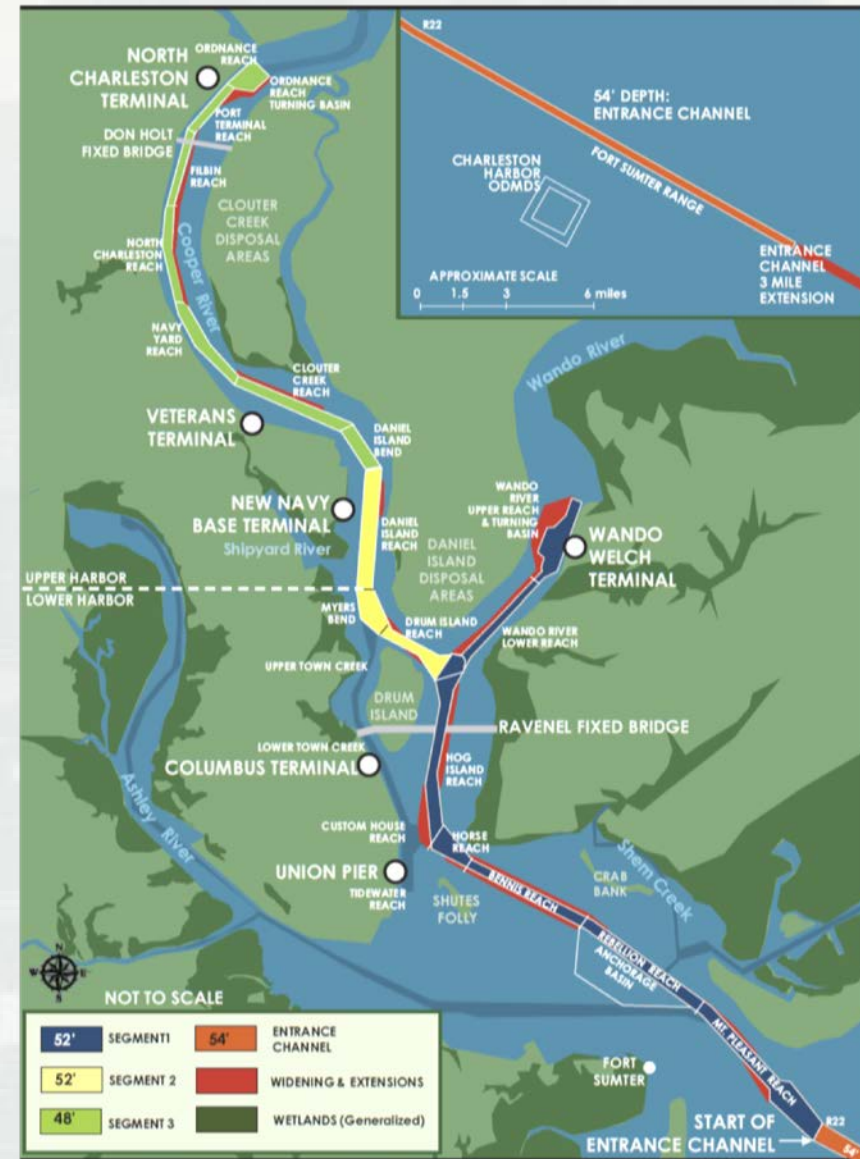 NORTH
CHARLESTON
TERMINAL
ORDNANCE
REACH
ORDNANCE
REACH
TURNING BASIN
PORT
TERMINAL
REACH
DON HOLT
FIXED BRIDGE
FILBIN
REACH
CLOUTER
CREEK
DISPOSAL
AREAS
NORTH
CHARLESTON
REACH
Cooper River
NAVY
YARD
REACH
CLOUTER
CREEK
REACH
VETERANS
TERMINAL
DANIEL
ISLAND
BEND
NEW NAVY
BASE TERMINAL
Shipyard River
DANIEL
ISLAND
REACH
DANIEL
ISLAND
DISPOSAL
AREAS
UPPER HARBOR
LOWER HARBOR
MYERS
BEND
DRUM ISLAND
REACH
UPPER TOWN CREEK
DRUM
ISLAND
LOWER TOWN CREEK
COLUMBUS TERMINAL
RAVENEL FIXED BRIDGE
HOG
ISLAND
REACH
CUSTOM HOUSE
REACH
HORSE
REACH
UNION PIER
TIDEWATER
REACH
SHUTES
FOLLY
BENNIS REACH
CRAB
BANK
Shem Creek
REBELLION REACH
ANCHORAGE
BASIN
MT. PLEASANT REACH
FORT
SUMTER
START OF
ENTRANCE CHANNEL
R22
54'
Ashley River
Wando River
WANDO
RIVER
UPPER REACH
& TURNING
BASIN
WANDO
WELCH
TERMINAL
WANDO RIVER
LOWER REACH
R22
54' DEPTH:
ENTRANCE CHANNEL
FORT SUMTER RANGE
CHARLESTON
HARBOR
ODMDS
ENTRANCE
CHANNEL
3 MILE
EXTENSION
APPROXIMATE SCALE
0 1.5 3 6 miles
N
W E
S
NOT TO SCALE
52' SEGMENT1
52' SEGMENT 2
48' SEGMENT 3
54' ENTRANCE
CHANNEL
WIDENING & EXTENSIONS
WETLANDS (Generalized)